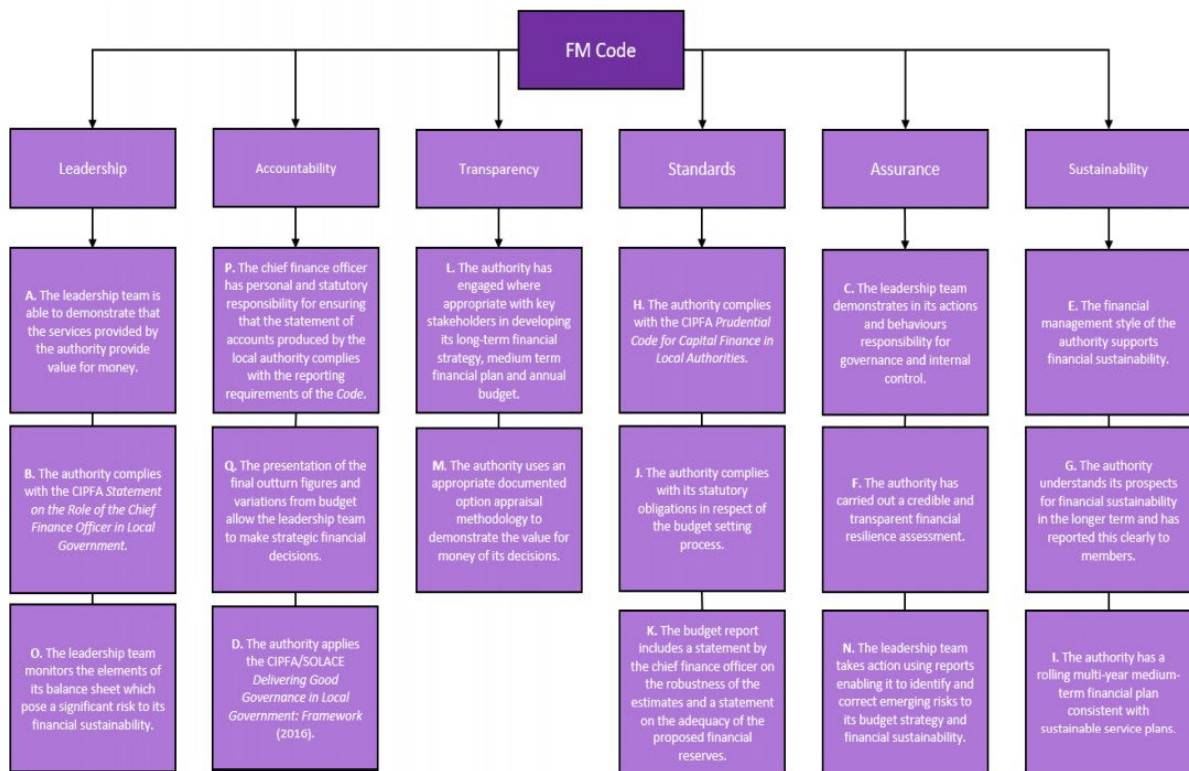 FM Code
Leadership
Accountability
Transparency
Standards
Assurance
Sustainability
A. The leadership team is
able to demonstrate that
the services provided by
the authority provide
value for money.
P. The chief finance officer
has personal and statutory
responsibility for ensuring
that the statement of
accounts produced by the
local authority complies
with the reporting
requirements of the Code.
L. The authority has
engaged where
appropriate with key
stakeholders in developing
its long-term financial
strategy, medium term
financial plan and annual
budget.
H. The authority complies
with the CIPFA Prudential
Code for Capital Finance in
Local Authorities.
C. The leadership team
demonstrates in its actions
and behaviours
responsibility for
governance and internal
control.
E. The financial
management style of the
authority supports
financial sustainability.
B. The authority complies
with the CIPFA Statement
on the Role of the Chief
Finance Officer in Local
Government.
Q. The presentation of the
final outturn figures and
variations from budget
allow the leadership team
to make strategic financial
decisions.
M. The authority uses an
appropriate documented
option appraisal
methodology to
demonstrate the value for
money of its decisions.
J. The authority complies
with its statutory
obligations in respect of
the budget setting
process.
F. The authority has
carried out a credible and
transparent financial
resilience assessment.
G. The authority
understands its prospects
for financial sustainability
in the longer term and has
reported this clearly to
members.
O. The leadership team
monitors the elements of
its balance sheet which
pose a significant risk to its
financial sustainability.
D. The authority applies
the CIPFA/SOLACE
Delivering Good
Governance in Local
Government: Framework
(2016).
K. The budget report
includes a statement by
the chief finance officer on
the robustness of the
estimates and a statement
on the adequacy of the
proposed financial
reserves.
N. The leadership team
takes action using reports
enabling it to identify and
correct emerging risks to
its budget strategy and
financial sustainability.
I. The authority has a
rolling multi-year medium-
term financial plan
consistent with
sustainable service plans.